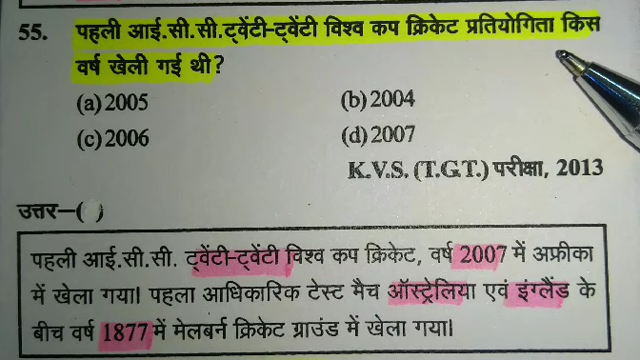 55. पहली आई.सी.सी.ट्वेंटी-ट्वेंटी विश्व कप क्रिकेट प्रतियोगिता किस
वर्ष खेली गई थी?
(a) 2005 (b) 2004
(c) 2006 (d) 2007
K.V.S. (T.G.T.) परीक्षा, 2013
उत्तर–( )
पहली आई.सी.सी. ट्वेंटी-ट्वेंटी विश्व कप क्रिकेट, वर्ष 2007 में अफ्रीका
में खेला गया। पहला आधिकारिक टेस्ट मैच ऑस्ट्रेलिया एवं इंग्लैंड के
बीच वर्ष 1877 में मेलबर्न क्रिकेट ग्राउंड में खेला गया।